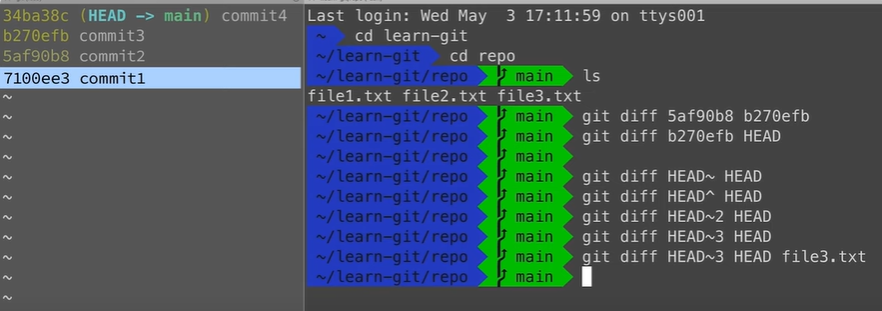 34ba38c (HEAD -> main) commit4
b270efb commit3
5af90b8 commit2
7100ee3 commit1
~
~
~
~
~
~
~
~
~
~
~
Last login: Wed May  3 17:11:59 on ttys001
~ cd learn-git
~/learn-git cd repo
~/learn-git/repo main ls
file1.txt file2.txt file3.txt
~/learn-git/repo main git diff 5af90b8 b270efb
~/learn-git/repo main git diff b270efb HEAD
~/learn-git/repo main
~/learn-git/repo main git diff HEAD~ HEAD
~/learn-git/repo main git diff HEAD^ HEAD
~/learn-git/repo main git diff HEAD~2 HEAD
~/learn-git/repo main git diff HEAD~3 HEAD
~/learn-git/repo main git diff HEAD~3 HEAD file3.txt
~/learn-git/repo main